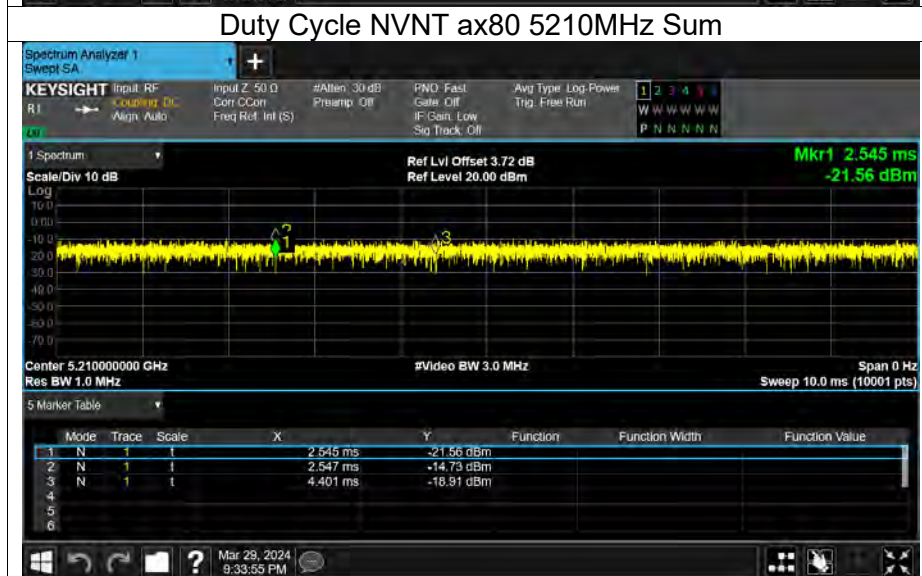 Duty Cycle NVNT ax80 5210MHz Sum
Spectrum Analyzer 1
Swept SA
+
KEYSIGHT Input: RF Input Z: 50 Ω #Atten: 30 dB PNO: Fast Avg Type: Log-Power 1 2 3 4 5 6
R L Coupling: DC Corr CCorr Preamp: Off Gate: Off Trig: Free Run W W W W W W
Align: Auto Freq Ref: Int (S) IF Gain: Low
Sig Track: Off P N N N N N
1 Spectrum Ref Lvl Offset 3.72 dB Mkr1 2.545 ms
Scale/Div 10 dB Ref Level 20.00 dBm -21.56 dBm
Log
10.0
0.00
-10.0
-20.0
-30.0
-40.0
-50.0
-60.0
-70.0
2
1
3
Center 5.210000000 GHz #Video BW 3.0 MHz Span 0 Hz
Res BW 1.0 MHz Sweep 10.0 ms (10001 pts)
5 Marker Table
Mode Trace Scale X Y Function Function Width Function Value
1 N 1 t 2.545 ms -21.56 dBm
2 N 1 t 2.547 ms -14.73 dBm
3 N 1 t 4.401 ms -18.91 dBm
4
5
6
? Mar 29, 2024
9:33:55 PM